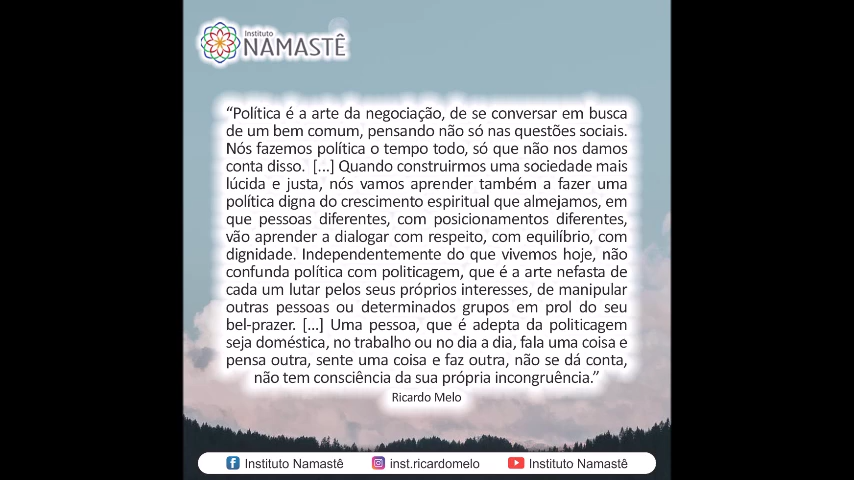 Instituto
NAMASTÊ
“Política é a arte da negociação, de se conversar em busca
de um bem comum, pensando não só nas questões sociais.
Nós fazemos política o tempo todo, só que não nos damos
conta disso. [...] Quando construirmos uma sociedade mais
lúcida e justa, nós vamos aprender também a fazer uma
política digna do crescimento espiritual que almejamos, em
que pessoas diferentes, com posicionamentos diferentes,
vão aprender a dialogar com respeito, com equilíbrio, com
dignidade. Independentemente do que vivemos hoje, não
confunda política com politicagem, que é a arte nefasta de
cada um lutar pelos seus próprios interesses, de manipular
outras pessoas ou determinados grupos em prol do seu
bel-prazer. [...] Uma pessoa, que é adepta da politicagem
seja doméstica, no trabalho ou no dia a dia, fala uma coisa e
pensa outra, sente uma coisa e faz outra, não se dá conta,
não tem consciência da sua própria incongruência.”
Ricardo Melo
Instituto Namastê inst.ricardomelo Instituto Namastê